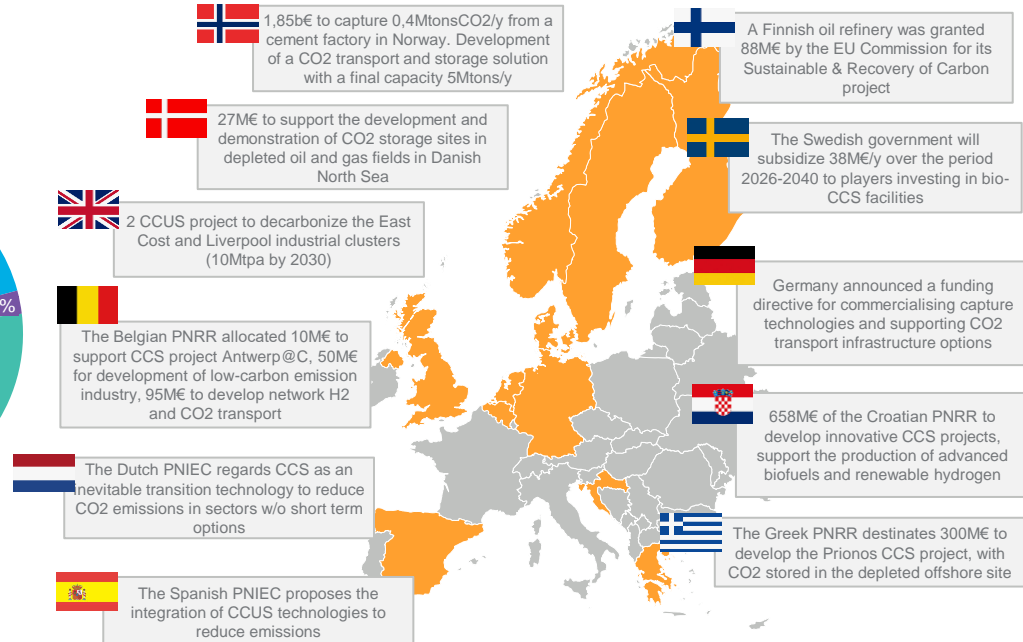 1,85b€ to capture 0,4MtonsCO2/y from a
cement factory in Norway. Development
of a CO2 transport and storage solution
with a final capacity 5Mtons/y
A Finnish oil refinery was granted
88M€ by the EU Commission for its
Sustainable & Recovery of Carbon
project
27M€ to support the development and
demonstration of CO2 storage sites in
depleted oil and gas fields in Danish
North Sea
The Swedish government will
subsidize 38M€/y over the period
2026-2040 to players investing in bio-
CCS facilities
2 CCUS project to decarbonize the East
Cost and Liverpool industrial clusters
(10Mtpa by 2030)
%
Germany announced a funding
directive for commercialising capture
technologies and supporting CO2
transport infrastructure options
The Belgian PNRR allocated 10M€ to
support CCS project Antwerp@C, 50M€
for development of low-carbon emission
industry, 95M€ to develop network H2
and CO2 transport
658M€ of the Croatian PNRR to
develop innovative CCS projects,
support the production of advanced
biofuels and renewable hydrogen
The Dutch PNIEC regards CCS as an
inevitable transition technology to reduce
CO2 emissions in sectors w/o short term
options
The Greek PNRR destinates 300M€ to
develop the Prionos CCS project, with
CO2 stored in the depleted offshore site
The Spanish PNIEC proposes the
integration of CCUS technologies to
reduce emissions